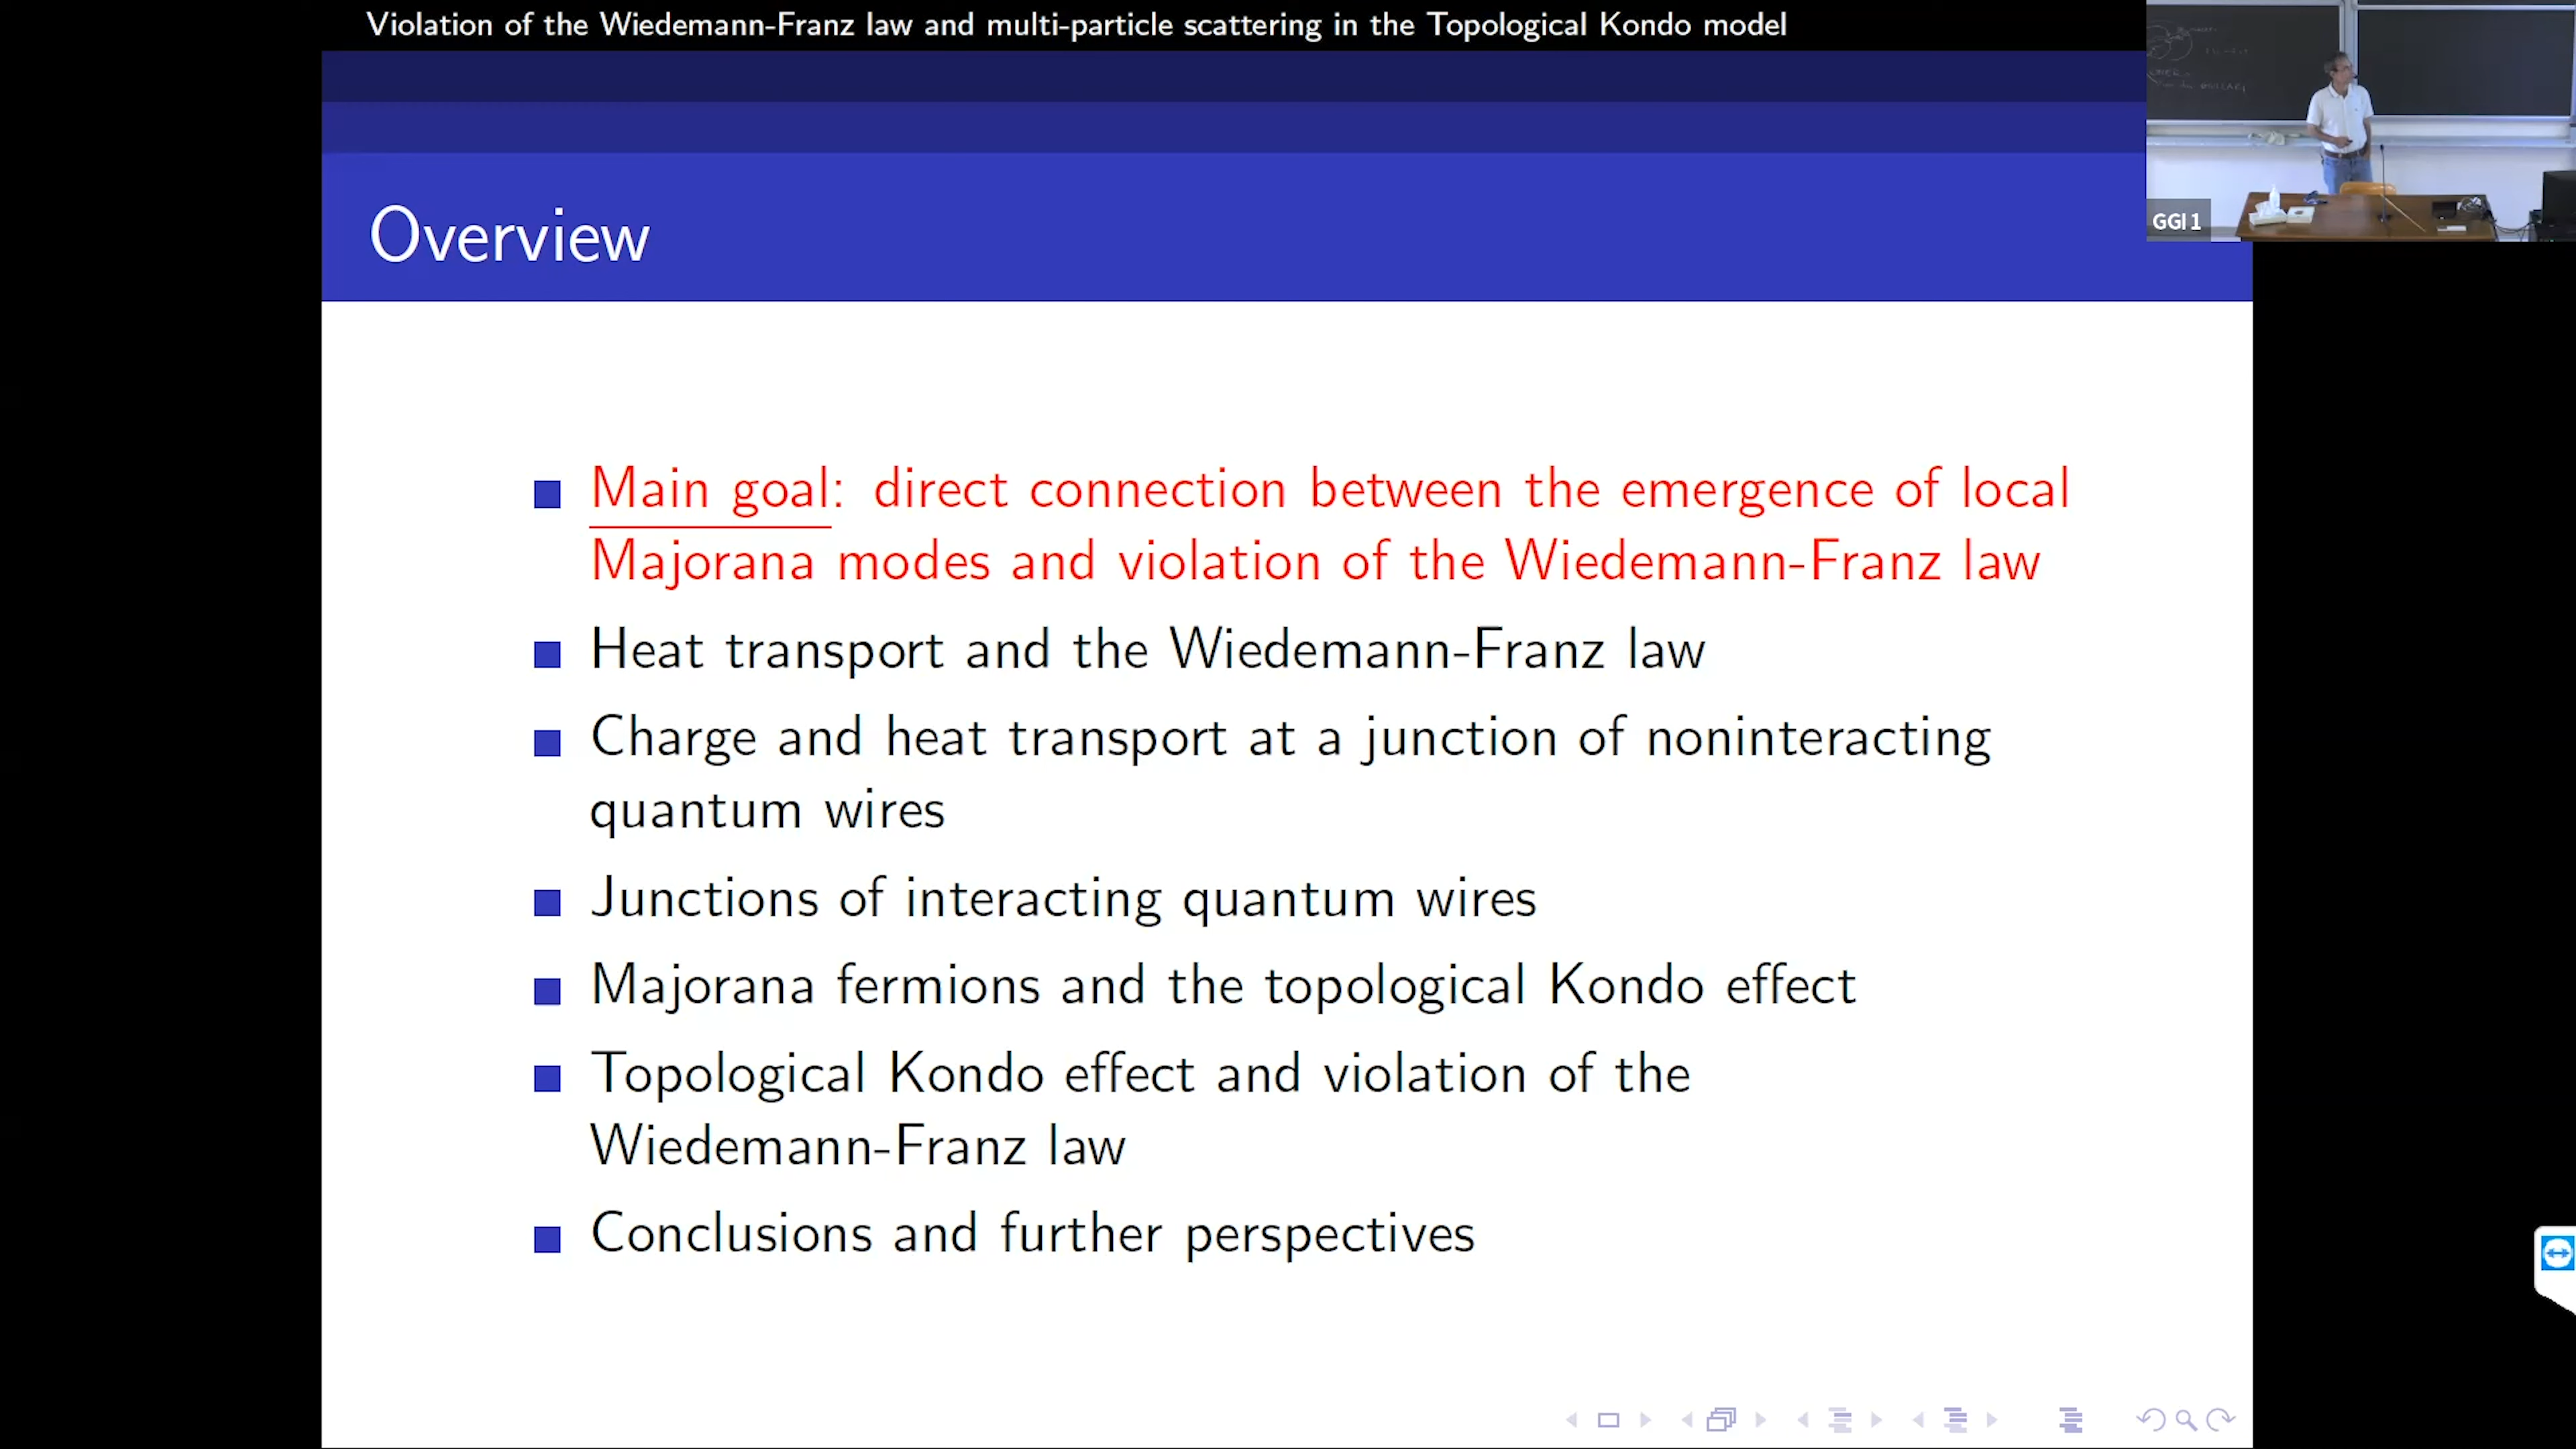 Violation of the Wiedemann-Franz law and multi-particle scattering in the Topological Kondo model
GGI 1
Overview
Main goal: direct connection between the emergence of local
Majorana modes and violation of the Wiedemann-Franz law
Heat transport and the Wiedemann-Franz law
Charge and heat transport at a junction of noninteracting
quantum wires
Junctions of interacting quantum wires
Majorana fermions and the topological Kondo effect
Topological Kondo effect and violation of the
Wiedemann-Franz law
Conclusions and further perspectives